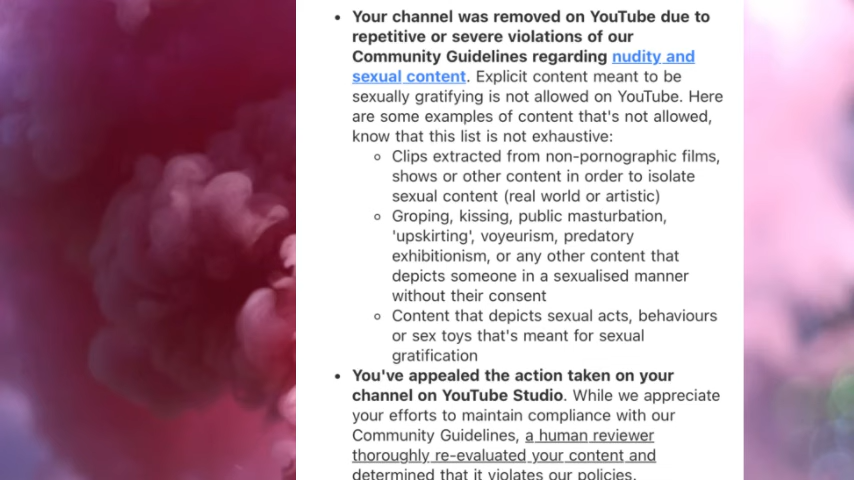 • Your channel was removed on YouTube due to
repetitive or severe violations of our
Community Guidelines regarding nudity and
sexual content. Explicit content meant to be
sexually gratifying is not allowed on YouTube. Here
are some examples of content that's not allowed,
know that this list is not exhaustive:
◦ Clips extracted from non-pornographic films,
shows or other content in order to isolate
sexual content (real world or artistic)
◦ Groping, kissing, public masturbation,
'upskirting', voyeurism, predatory
exhibitionism, or any other content that
depicts someone in a sexualised manner
without their consent
◦ Content that depicts sexual acts, behaviours
or sex toys that's meant for sexual
gratification
• You've appealed the action taken on your
channel on YouTube Studio. While we appreciate
your efforts to maintain compliance with our
Community Guidelines, a human reviewer
thoroughly re-evaluated your content and
determined that it violates our policies.